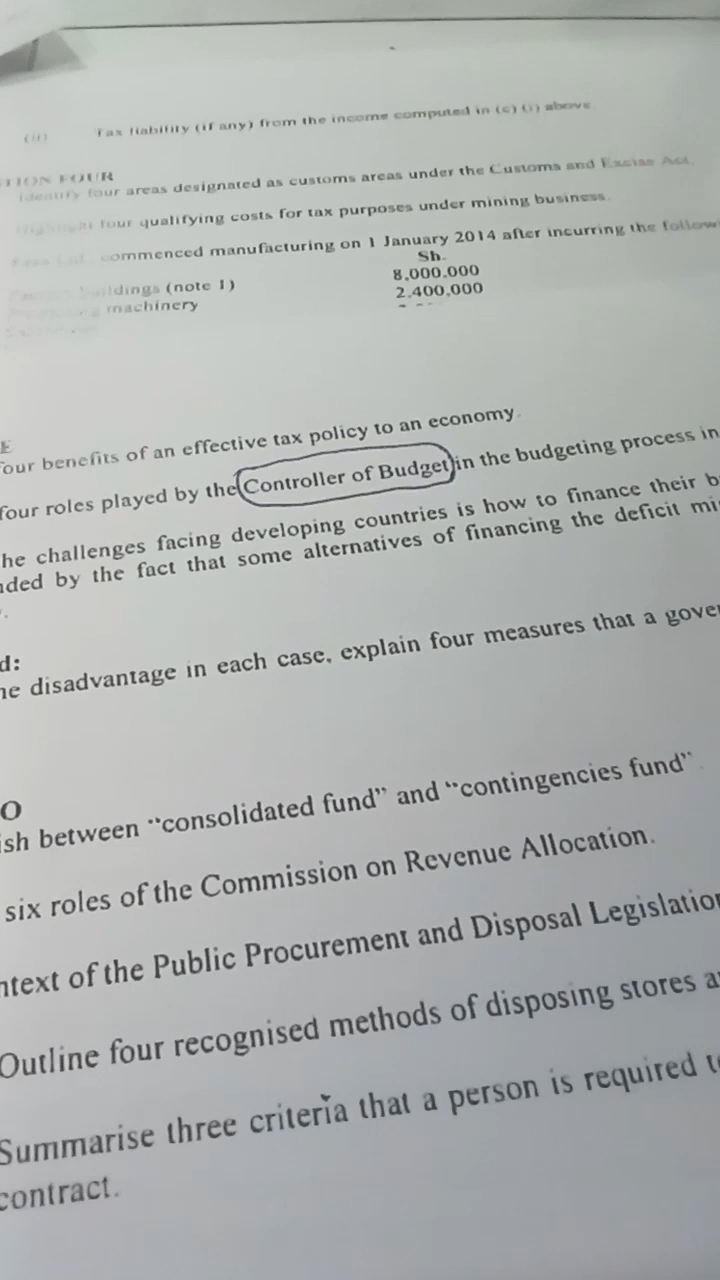 (ii) Tax liability (if any) from the income computed in (c) (i) above.
TION FOUR
Identify four areas designated as customs areas under the Customs and Excise Act.
Highlight four qualifying costs for tax purposes under mining business.
commenced manufacturing on 1 January 2014 after incurring the follow
Sh.
buildings (note 1) 8,000,000
machinery 2,400,000
E
four benefits of an effective tax policy to an economy.
four roles played by the Controller of Budget in the budgeting process in
he challenges facing developing countries is how to finance their b
nded by the fact that some alternatives of financing the deficit mi
d:
ne disadvantage in each case, explain four measures that a gover
O
ish between “consolidated fund” and “contingencies fund”.
six roles of the Commission on Revenue Allocation.
ntext of the Public Procurement and Disposal Legislation
Outline four recognised methods of disposing stores a
Summarise three criteria that a person is required t
contract.